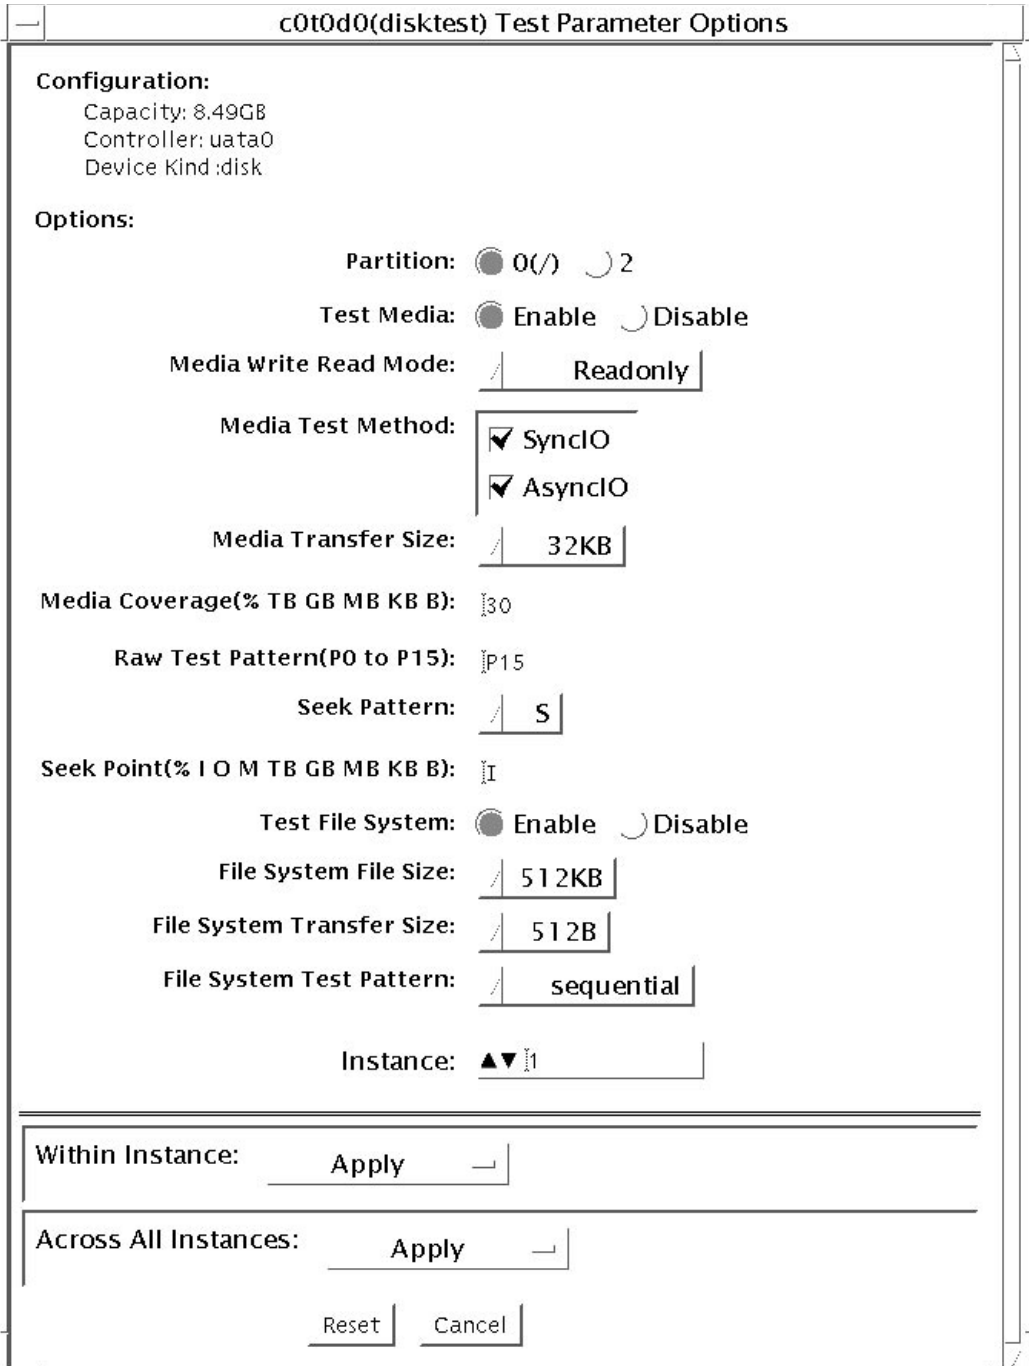 c0t0d0(disktest) Test Parameter Options
Configuration:
Capacity: 8.49GB
Controller: uata0
Device Kind :disk
Options:
Partition: 0(/) 2
Test Media: Enable Disable
Media Write Read Mode: Readonly
Media Test Method: SyncIO
AsyncIO
Media Transfer Size: 32KB
Media Coverage(% TB GB MB KB B): 30
Raw Test Pattern(P0 to P15): P15
Seek Pattern: S
Seek Point(% I O M TB GB MB KB B): I
Test File System: Enable Disable
File System File Size: 512KB
File System Transfer Size: 512B
File System Test Pattern: sequential
Instance: 1
Within Instance: Apply
Across All Instances: Apply
Reset Cancel